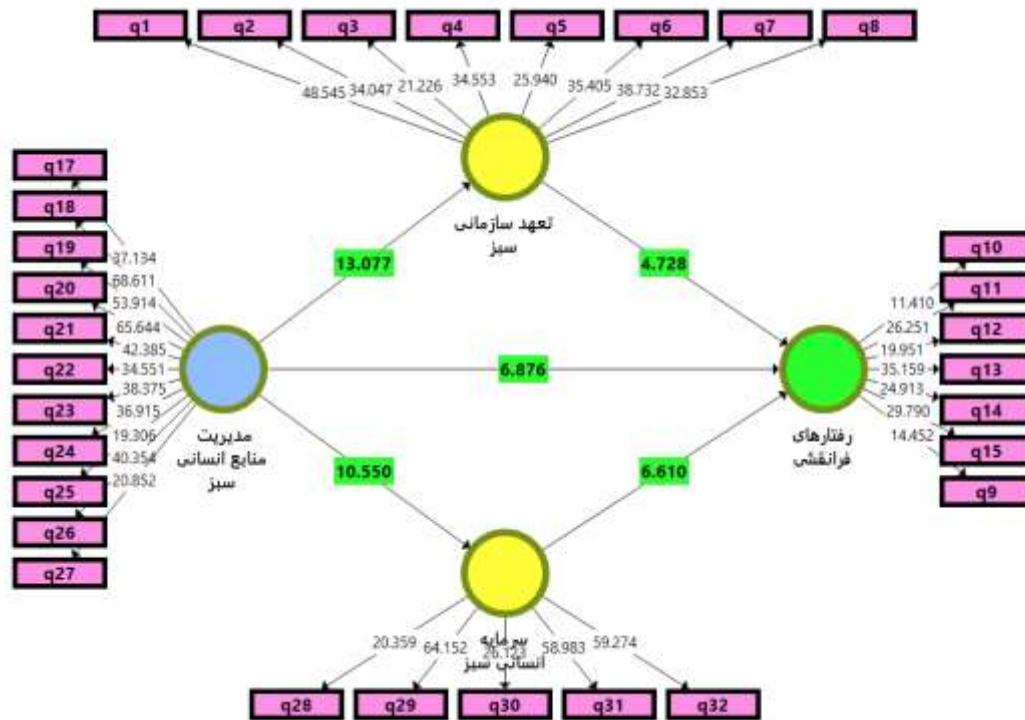 q1 q2 q3 q4 q5 q6 q7 q8
48.545 34.047 21.226 34.553 25.940 35.405 38.732 32.853
تعهد سازمانی
سبز
q17
q18
q19
q20
q21
q22
q23
q24
q25
q26
q27
37.134
68.611
53.914
65.644
42.385
34.551
38.375
36.915
19.306
40.354
20.852
مدیریت
منابع انسانی
سبز
13.077
4.728
6.876
10.550
6.610
رفتارهای
فرانقشی
11.410
26.251
19.951
35.159
24.913
29.790
14.452
q10
q11
q12
q13
q14
q15
q9
سرمایه
انسانی سبز
20.359 64.152 26.123 58.983 59.274
q28 q29 q30 q31 q32